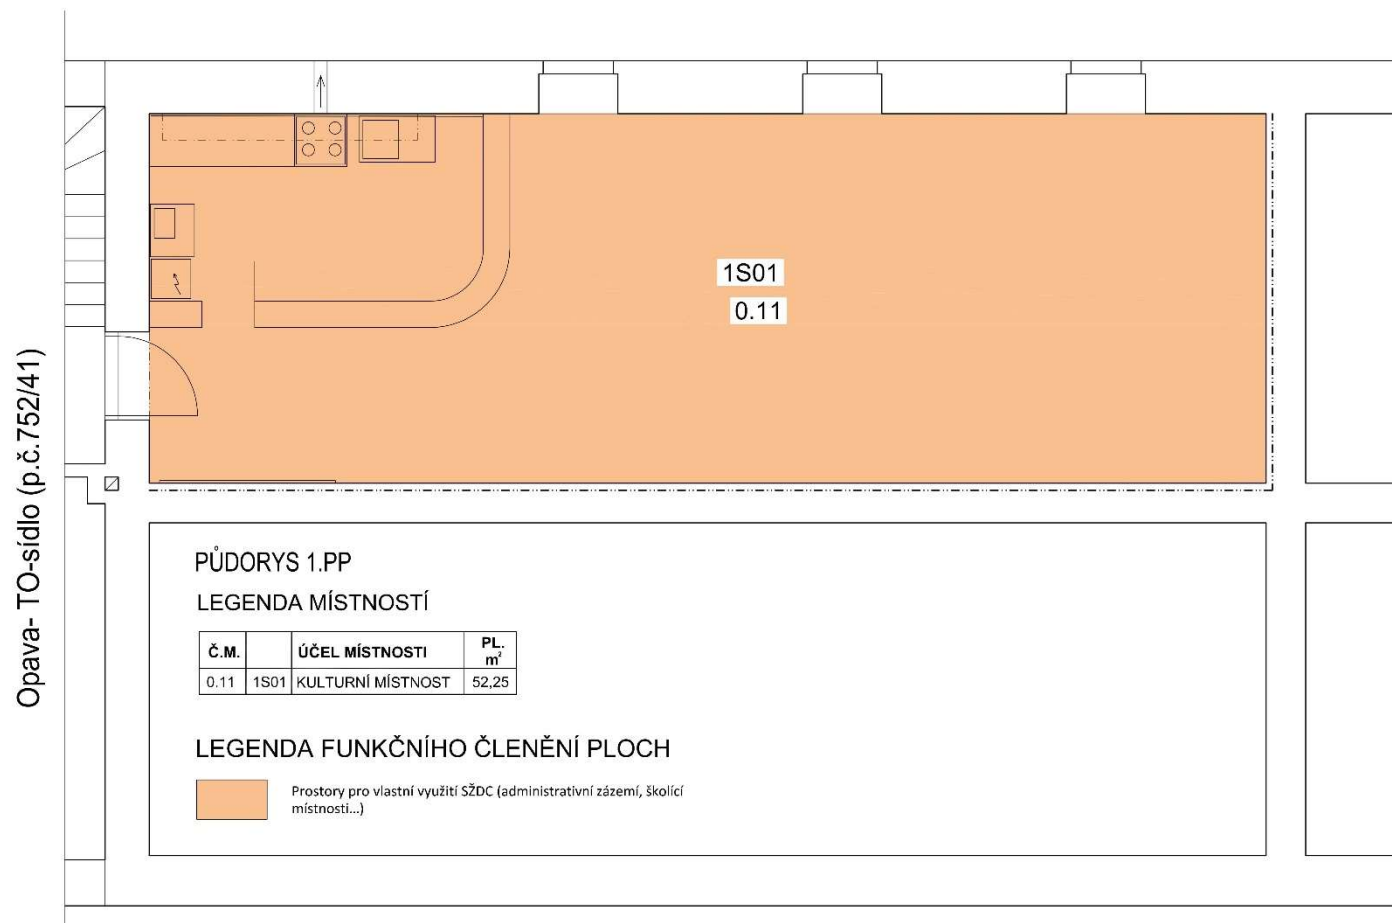 1S01
0.11
Opava- TO-sídlo (p.č.752/41)
PŮDORYS 1.PP
LEGENDA MÍSTNOSTÍ
Č.M. ÚČEL MÍSTNOSTI PL. m²
0.11 1S01 KULTURNÍ MÍSTNOST 52,25
LEGENDA FUNKČNÍHO ČLENĚNÍ PLOCH
Prostory pro vlastní využití SŽDC (administrativní zázemí, školící
místnosti...)